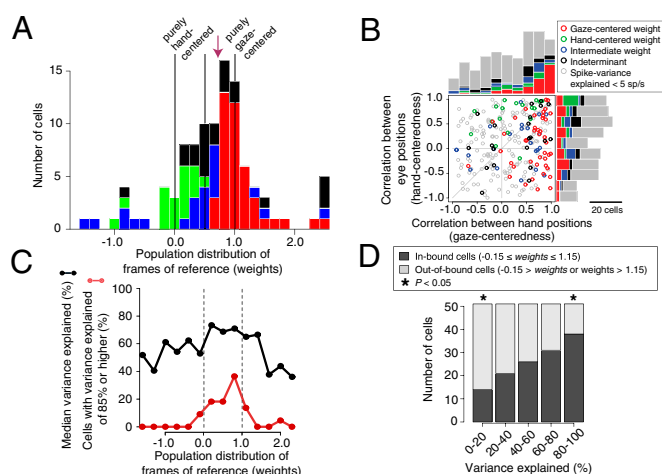 A
purely
hand-
centered
purely
gaze-
centered
15
10
5
0
Number of cells
-1.0
0.0
1.0
2.0
Population distribution of
frames of reference (weights)
B
Gaze-centered weight
Hand-centered weight
Intermediate weight
Indeterminant
Spike-variance
explained < 5 sp/s
Correlation between
eye positions
(hand-centeredness)
1.0
0.5
0.0
-0.5
-1.0
-1.0
-0.5
0.0
0.5
1.0
Correlation between hand positions
(gaze-centeredness)
20 cells
C
Median variance explained (%)
Cells with variance explained
of 85% or higher (%)
100
80
60
40
20
0
-1.0
0.0
1.0
2.0
Population distribution of
frames of reference (weights)
D
In-bound cells (-0.15 ≤ weights ≤ 1.15)
Out-of-bound cells (-0.15 > weights or weights > 1.15)
* P < 0.05
Number of cells
50
40
30
20
10
0
*
*
0-20
20-40
40-60
60-80
80-100
Variance explained (%)